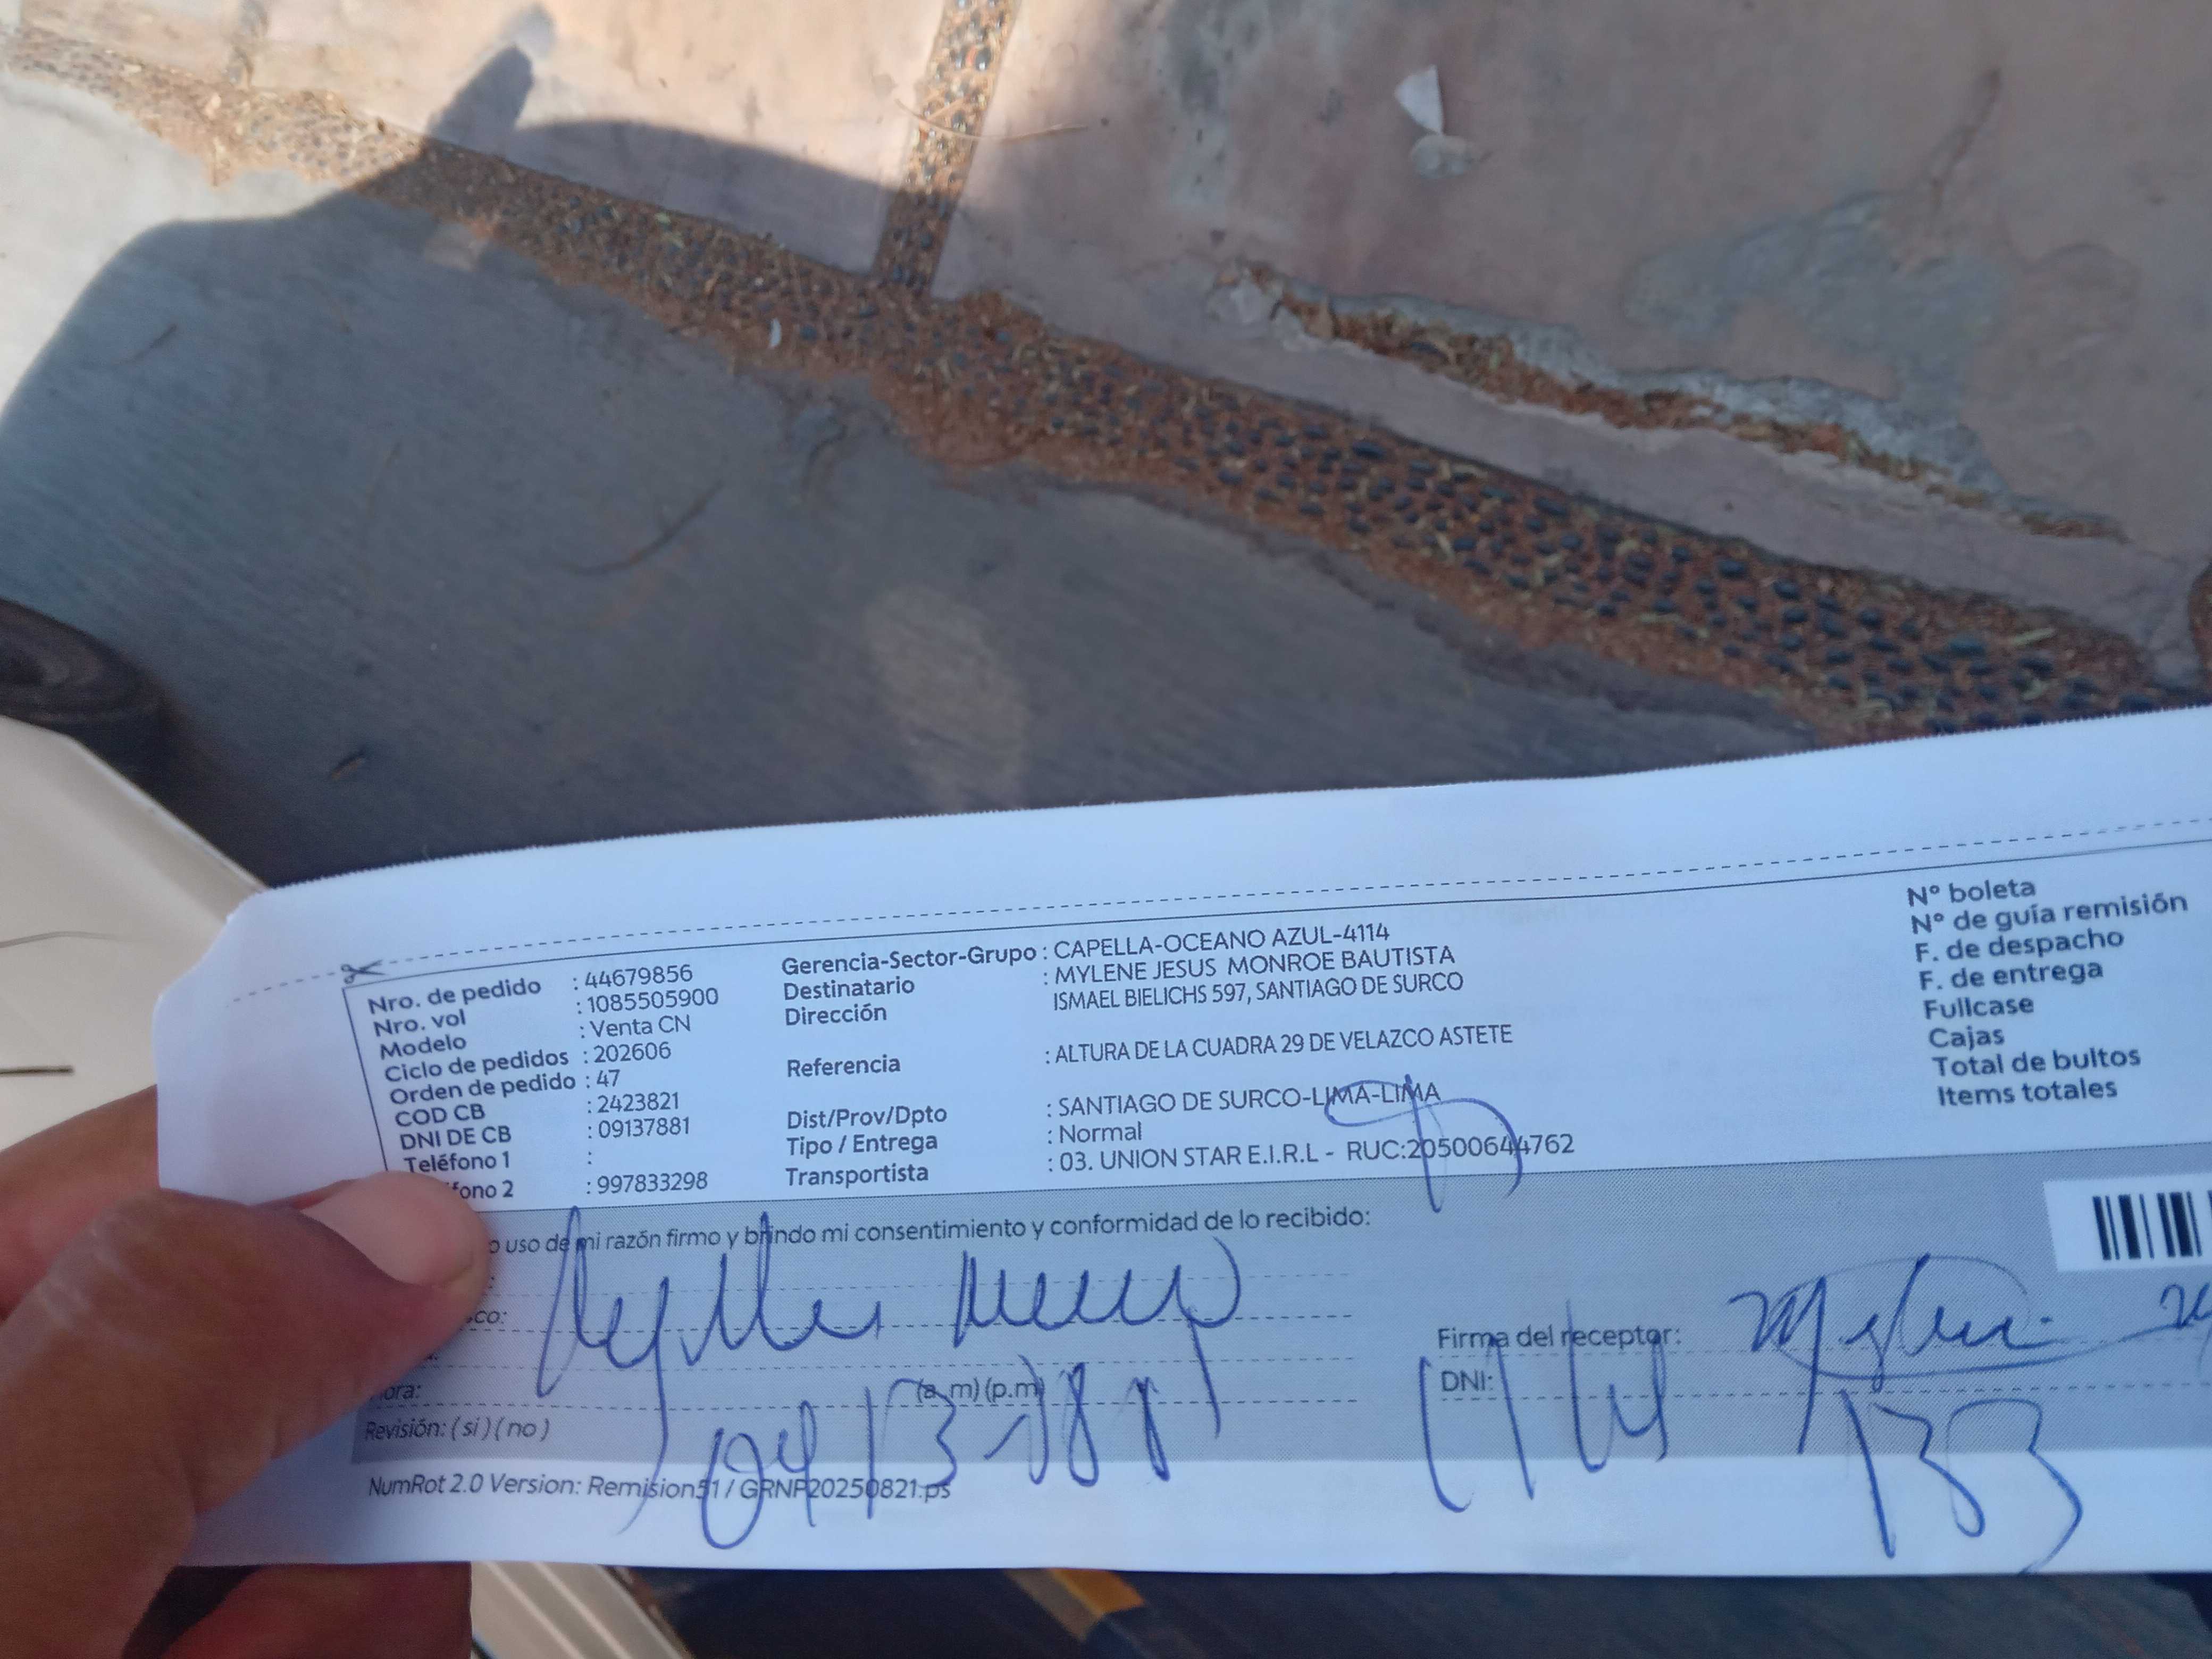 Nro. de pedido : 44679856
Nro. vol : 1085505900
Modelo : Venta CN
Ciclo de pedidos : 202606
Orden de pedido : 47
COD CB : 2423821
DNI DE CB : 09137881
Teléfono 1 :
fono 2 : 997833298
Gerencia-Sector-Grupo : CAPELLA-OCEANO AZUL-4114
Destinatario : MYLENE JESUS MONROE BAUTISTA
Dirección ISMAEL BIELICHS 597, SANTIAGO DE SURCO
Referencia : ALTURA DE LA CUADRA 29 DE VELAZCO ASTETE
Dist/Prov/Dpto : SANTIAGO DE SURCO-LIMA-LIMA
Tipo / Entrega : Normal
Transportista : 03. UNION STAR E.I.R.L - RUC:20500644762
N° boleta
N° de guía remisión
F. de despacho
F. de entrega
Fullcase
Cajas
Total de bultos
Items totales
o uso de mi razón firmo y brindo mi consentimiento y conformidad de lo recibido:
co:
Firma del receptor:
ora: (a.m) (p.m)
DNI:
Revisión: ( si ) ( no )
NumRot 2.0 Version: Remision51 / GRNP20250821.ps